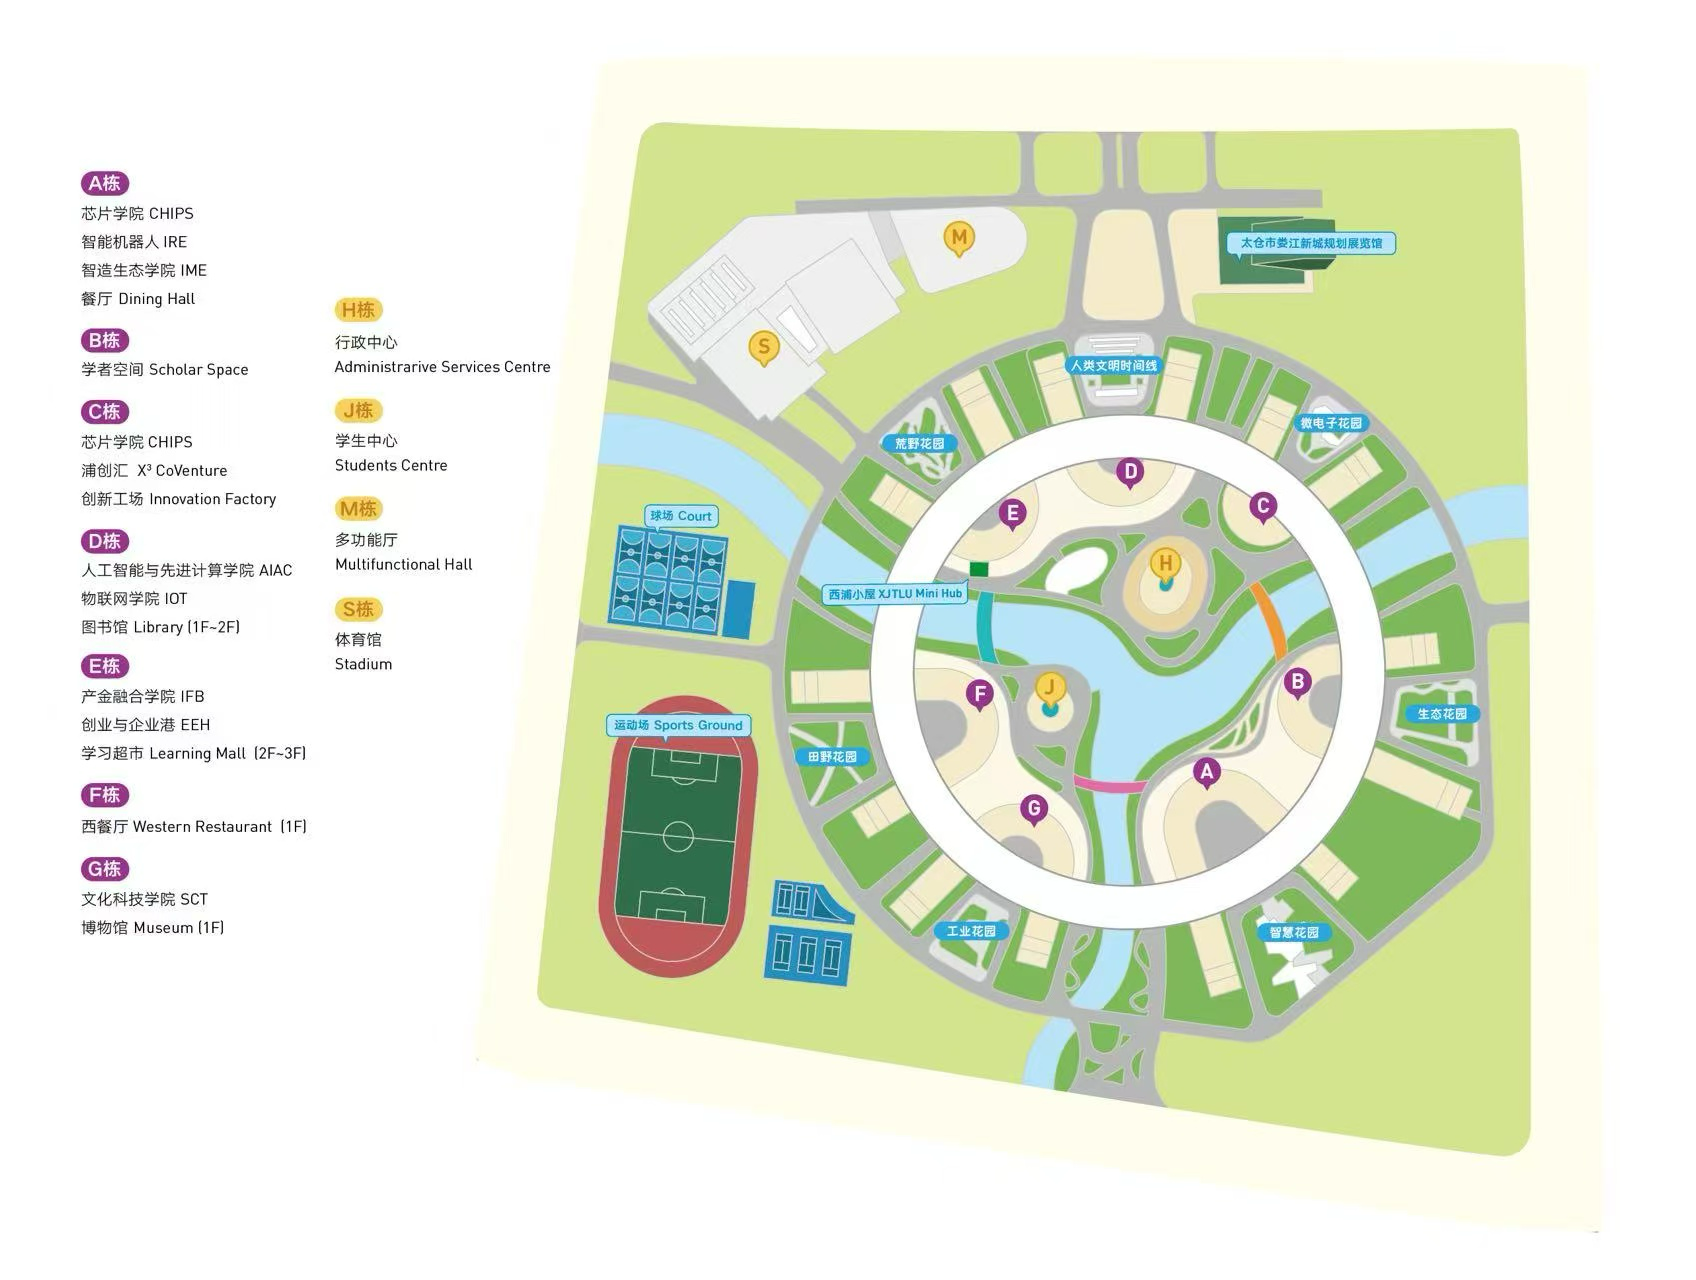 A栋
芯片学院 CHIPS
智能机器人 IRE
智造生态学院 IME
餐厅 Dining Hall
B栋
学者空间 Scholar Space
C栋
芯片学院 CHIPS
浦创汇 X³ CoVenture
创新工场 Innovation Factory
D栋
人工智能与先进计算学院 AIAC
物联网学院 IOT
图书馆 Library (1F~2F)
E栋
产金融合学院 IFB
创业与企业港 EEH
学习超市 Learning Mall (2F~3F)
F栋
西餐厅 Western Restaurant (1F)
G栋
文化科技学院 SCT
博物馆 Museum (1F)
H栋
行政中心
Administrarive Services Centre
J栋
学生中心
Students Centre
M栋
多功能厅
Multifunctional Hall
S栋
体育馆
Stadium
M
太仓市娄江新城规划展览馆
S
人类文明时间线
荒野花园
微电子花园
D
E
C
球场 Court
H
西浦小屋 XJTLU Mini Hub
F
J
B
生态花园
运动场 Sports Ground
田野花园
A
G
工业花园
智慧花园